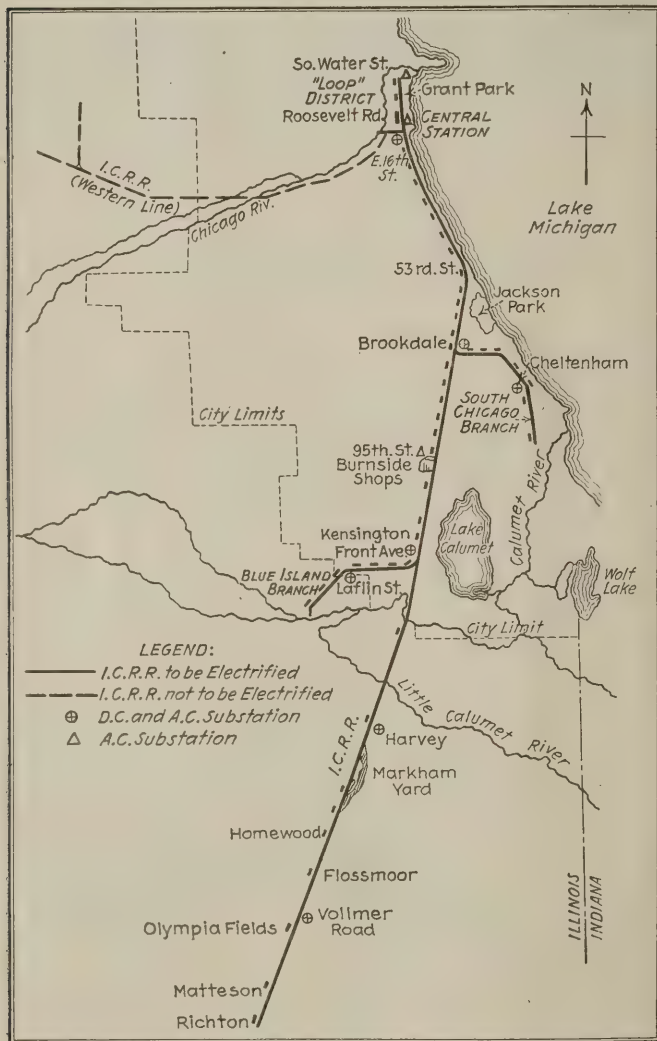 So. Water St.
"LOOP"
DISTRICT
Roosevelt Rd.
Grant Park
CENTRAL
STATION
N
E.16th
St.
I.C.R.R.
(Western Line)
Chicago Riv.
Lake
Michigan
53rd. St.
Jackson
Park
Brookdale
Cheltenham
SOUTH
CHICAGO
BRANCH
City Limits
95th. St.
Burnside
Shops
Calumet River
Kensington
Front Ave
Lake
Calumet
BLUE ISLAND
BRANCH
Laflin St.
Wolf
Lake
City Limit
LEGEND:
I.C.R.R. to be Electrified
I.C.R.R. not to be Electrified
D.C. and A.C. Substation
A.C. Substation
Little Calumet River
I.C.R.R.
Harvey
Markham
Yard
Homewood
Flossmoor
Olympia Fields
Vollmer
Road
ILLINOIS
INDIANA
Matteson
Richton